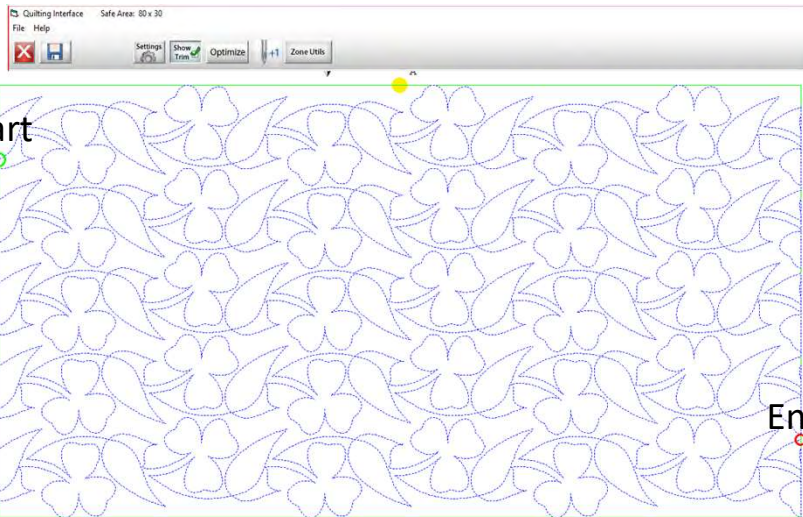 Quilting Interface Safe Area: 80 x 30
File Help
Settings Show Trim Optimize +1 Zone Utils
art
En